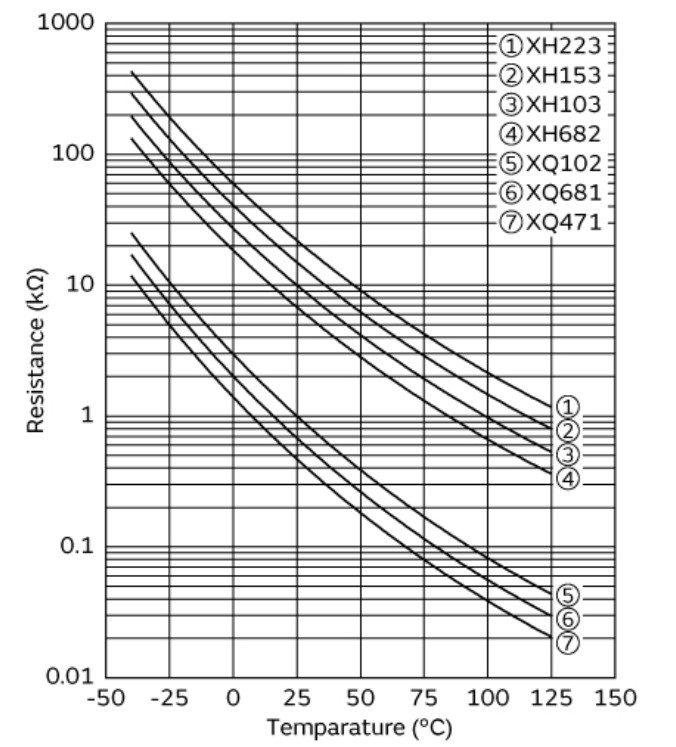 1000
100
10
1
0.1
0.01
Resistance (kΩ)
①XH223
②XH153
③XH103
④XH682
⑤XQ102
⑥XQ681
⑦XQ471
①
②
③
④
⑤
⑥
⑦
-50 -25 0 25 50 75 100 125 150
Temparature (°C)